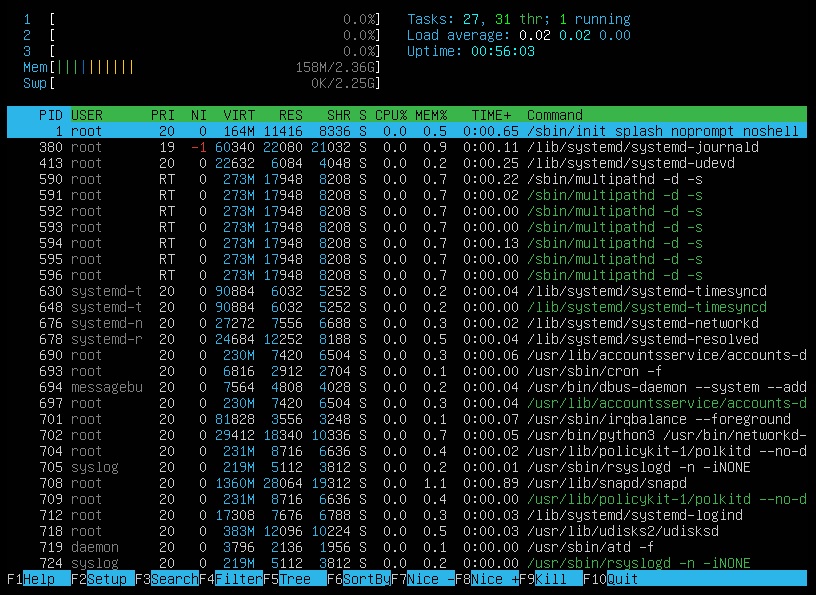 1 [ 0.0%] Tasks: 27, 31 thr; 1 running
2 [ 0.0%] Load average: 0.02 0.02 0.00
3 [ 0.0%] Uptime: 00:56:03
Mem[|||||||||| 158M/2.36G]
Swp[ 0K/2.25G]
PID USER PRI NI VIRT RES SHR S CPU% MEM% TIME+ Command
1 root 20 0 164M 11416 8336 S 0.0 0.5 0:00.65 /sbin/init splash noprompt noshell
380 root 19 -1 60340 22080 21032 S 0.0 0.9 0:00.11 /lib/systemd/systemd-journald
413 root 20 0 22632 6084 4048 S 0.0 0.2 0:00.25 /lib/systemd/systemd-udevd
590 root RT 0 273M 17948 8208 S 0.0 0.7 0:00.22 /sbin/multipathd -d -s
591 root RT 0 273M 17948 8208 S 0.0 0.7 0:00.00 /sbin/multipathd -d -s
592 root RT 0 273M 17948 8208 S 0.0 0.7 0:00.00 /sbin/multipathd -d -s
593 root RT 0 273M 17948 8208 S 0.0 0.7 0:00.00 /sbin/multipathd -d -s
594 root RT 0 273M 17948 8208 S 0.0 0.7 0:00.13 /sbin/multipathd -d -s
595 root RT 0 273M 17948 8208 S 0.0 0.7 0:00.00 /sbin/multipathd -d -s
596 root RT 0 273M 17948 8208 S 0.0 0.7 0:00.00 /sbin/multipathd -d -s
630 systemd-t 20 0 90884 6032 5252 S 0.0 0.2 0:00.04 /lib/systemd/systemd-timesyncd
648 systemd-t 20 0 90884 6032 5252 S 0.0 0.2 0:00.00 /lib/systemd/systemd-timesyncd
676 systemd-n 20 0 27272 7556 6688 S 0.0 0.3 0:00.02 /lib/systemd/systemd-networkd
678 systemd-r 20 0 24684 12252 8188 S 0.0 0.5 0:00.04 /lib/systemd/systemd-resolved
690 root 20 0 230M 7420 6504 S 0.0 0.3 0:00.06 /usr/lib/accountsservice/accounts-d
693 root 20 0 6816 2912 2704 S 0.0 0.1 0:00.00 /usr/sbin/cron -f
694 messagebu 20 0 7564 4808 4028 S 0.0 0.2 0:00.04 /usr/bin/dbus-daemon --system --add
697 root 20 0 230M 7420 6504 S 0.0 0.3 0:00.04 /usr/lib/accountsservice/accounts-d
701 root 20 0 81828 3556 3248 S 0.0 0.1 0:00.07 /usr/sbin/irqbalance --foreground
702 root 20 0 29412 18340 10336 S 0.0 0.7 0:00.05 /usr/bin/python3 /usr/bin/networkd-
704 root 20 0 231M 8716 6636 S 0.0 0.4 0:00.02 /usr/lib/policykit-1/polkitd --no-d
705 syslog 20 0 219M 5112 3812 S 0.0 0.2 0:00.01 /usr/sbin/rsyslogd -n -iNONE
708 root 20 0 1360M 28064 19312 S 0.0 1.1 0:00.89 /usr/lib/snapd/snapd
709 root 20 0 231M 8716 6636 S 0.0 0.4 0:00.00 /usr/lib/policykit-1/polkitd --no-d
712 root 20 0 17308 7676 6788 S 0.0 0.3 0:00.03 /lib/systemd/systemd-logind
718 root 20 0 383M 12096 10224 S 0.0 0.5 0:00.03 /usr/lib/udisks2/udisksd
719 daemon 20 0 3796 2136 1956 S 0.0 0.1 0:00.00 /usr/sbin/atd -f
724 syslog 20 0 219M 5112 3812 S 0.0 0.2 0:00.00 /usr/sbin/rsyslogd -n -iNONE
F1Help F2Setup F3SearchF4FilterF5Tree F6SortByF7Nice -F8Nice +F9Kill F10Quit